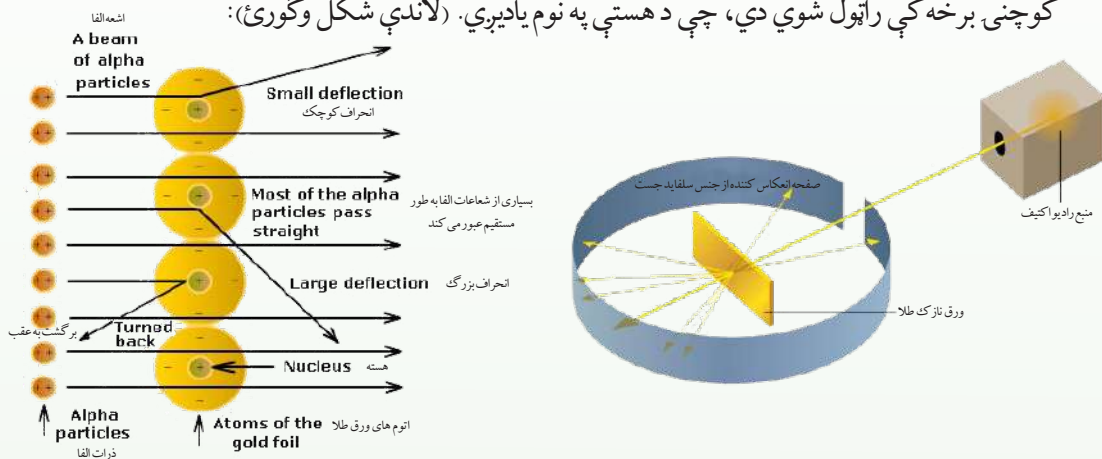 کوچنۍ برخه کې راټول شوي دي، چې د هستې په نوم يادېږي. (لاندې شکل وګورئ):
اشعه الفا
A beam
of alpha
particles
Small deflection
انحراف کوچک
Most of the alpha
particles pass
straight
بسیاری از شعاعات الفا به طور
مستقیم عبور می کند
Large deflection
انحراف بزرگ
برگشت به عقب
Turned
back
Nucleus
هسته
Alpha
particles
ذرات الفا
Atoms of the
gold foil
اتوم های ورق طلا
صفحه انعکاس کننده از جنس سلفاید جست
منبع رادیو اکتیف
ورق نازک طلا